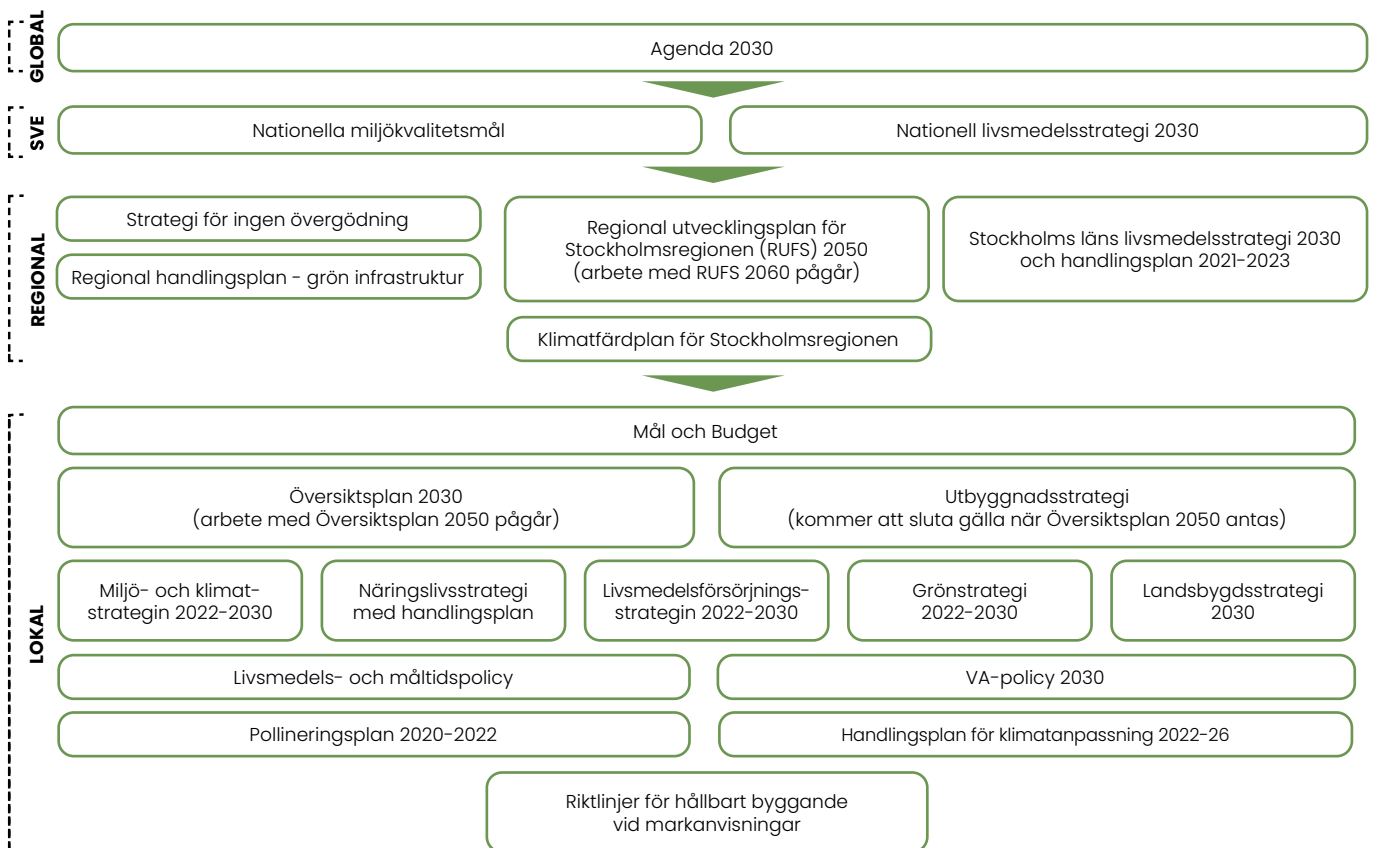 GLOBAL
Agenda 2030
SVE
Nationella miljökvalitetsmål
Nationell livsmedelsstrategi 2030
REGIONAL
Strategi för ingen övergödning
Regional handlingsplan - grön infrastruktur
Regional utvecklingsplan för
Stockholmsregionen (RUFS) 2050
(arbete med RUFS 2060 pågår)
Stockholms läns livsmedelsstrategi 2030
och handlingsplan 2021-2023
Klimatfärdplan för Stockholmsregionen
LOKAL
Mål och Budget
Översiktsplan 2030
(arbete med Översiktsplan 2050 pågår)
Utbyggnadsstrategi
(kommer att sluta gälla när Översiktsplan 2050 antas)
Miljö- och klimat-
strategin 2022-2030
Näringslivsstrategi
med handlingsplan
Livsmedelsförsörjnings-
strategin 2022-2030
Grönstrategi
2022-2030
Landsbygdsstrategi
2030
Livsmedels- och måltidspolicy
VA-policy 2030
Pollineringsplan 2020-2022
Handlingsplan för klimatanpassning 2022-26
Riktlinjer för hållbart byggande
vid markanvisningar